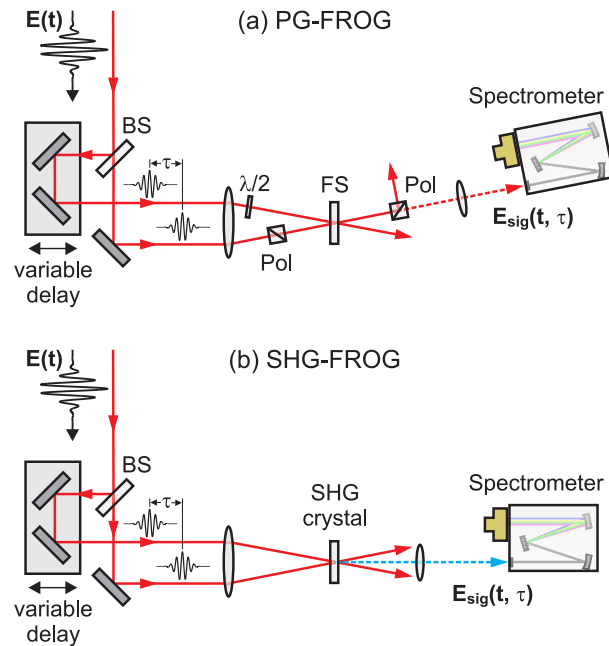 (a) PG-FROG
E(t)
Spectrometer
BS
τ
λ/2
FS
Pol
Pol
E_sig(t, τ)
variable
delay
(b) SHG-FROG
E(t)
BS
τ
SHG
crystal
Spectrometer
E_sig(t, τ)
variable
delay